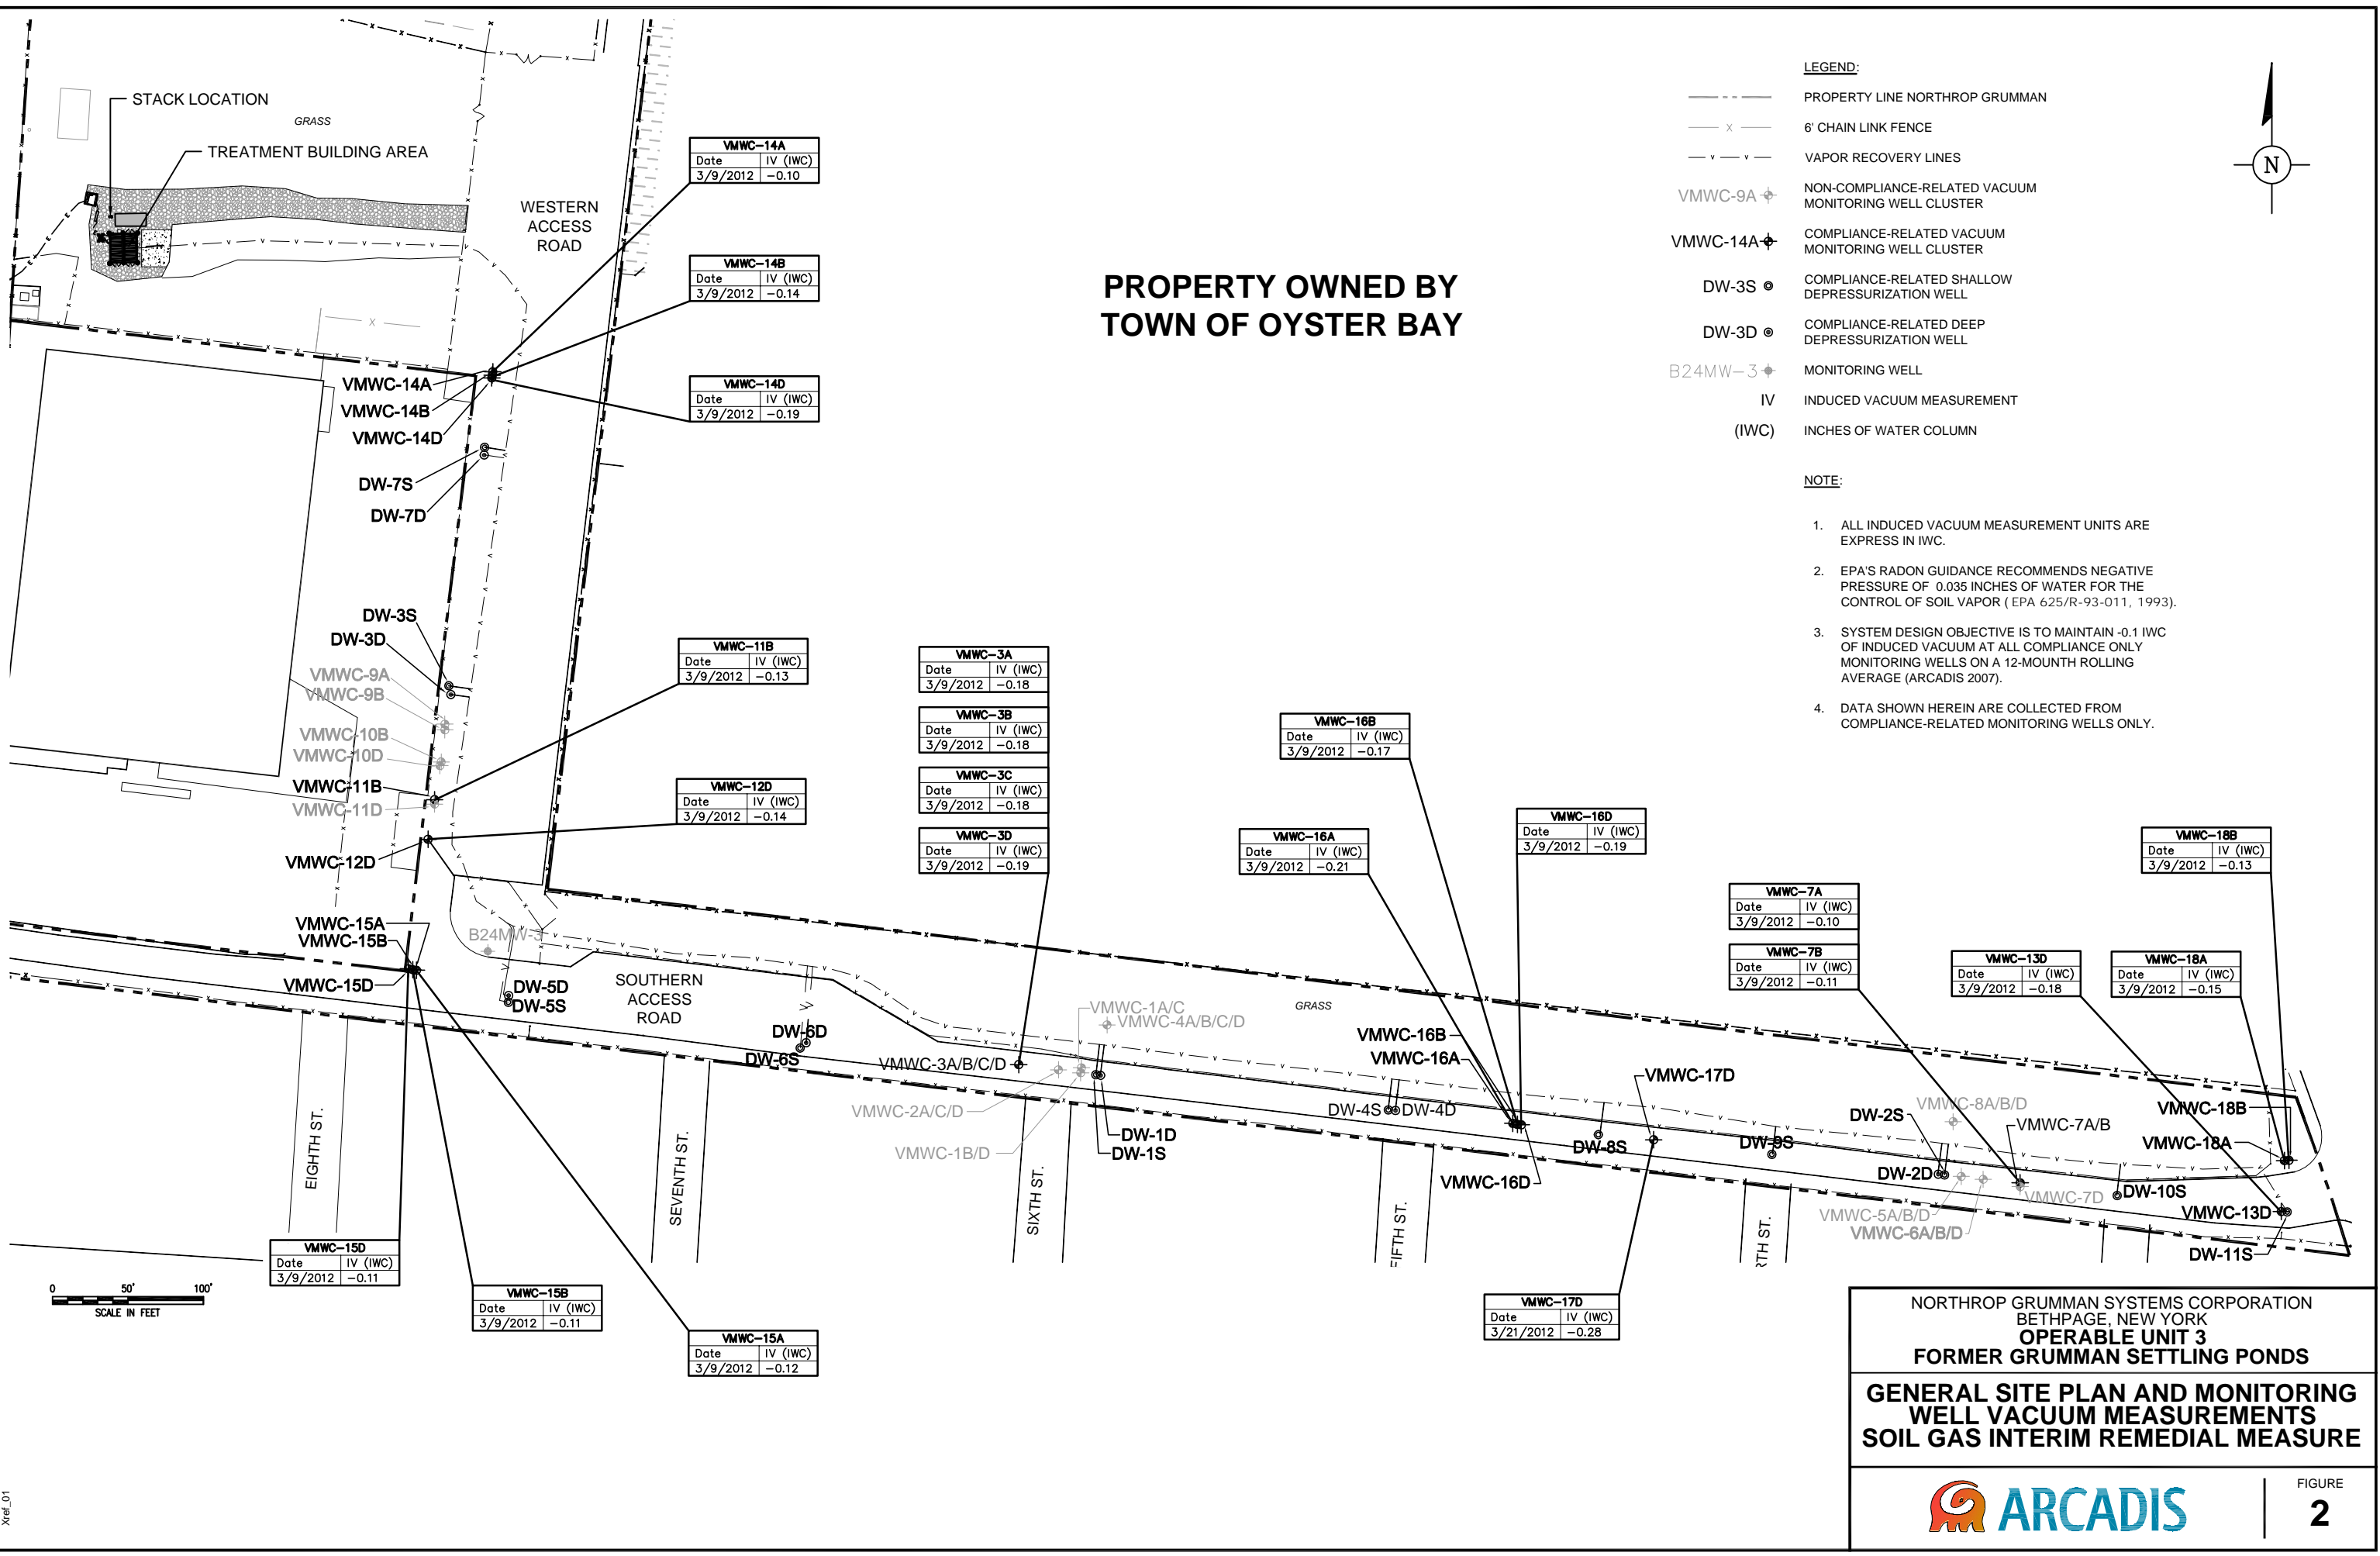 STACK LOCATION
GRASS
TREATMENT BUILDING AREA
WESTERN
ACCESS
ROAD
VMWC-14A
Date IV (IWC)
3/9/2012 -0.10
VMWC-14B
Date IV (IWC)
3/9/2012 -0.14
VMWC-14D
Date IV (IWC)
3/9/2012 -0.19
VMWC-14A
VMWC-14B
VMWC-14D
DW-7S
DW-7D
DW-3S
DW-3D
VMWC-9A
VMWC-9B
VMWC-10B
VMWC-10D
VMWC-11B
VMWC-11D
VMWC-12D
VMWC-11B
Date IV (IWC)
3/9/2012 -0.13
VMWC-12D
Date IV (IWC)
3/9/2012 -0.14
PROPERTY OWNED BY
TOWN OF OYSTER BAY
LEGEND:
PROPERTY LINE NORTHROP GRUMMAN
X
6' CHAIN LINK FENCE
V V
VAPOR RECOVERY LINES
VMWC-9A
NON-COMPLIANCE-RELATED VACUUM
MONITORING WELL CLUSTER
VMWC-14A
COMPLIANCE-RELATED VACUUM
MONITORING WELL CLUSTER
DW-3S
COMPLIANCE-RELATED SHALLOW
DEPRESSURIZATION WELL
DW-3D
COMPLIANCE-RELATED DEEP
DEPRESSURIZATION WELL
B24MW-3
MONITORING WELL
IV
INDUCED VACUUM MEASUREMENT
(IWC)
INCHES OF WATER COLUMN
N
NOTE:
1. ALL INDUCED VACUUM MEASUREMENT UNITS ARE
EXPRESS IN IWC.
2. EPA'S RADON GUIDANCE RECOMMENDS NEGATIVE
PRESSURE OF 0.035 INCHES OF WATER FOR THE
CONTROL OF SOIL VAPOR ( EPA 625/R-93-011, 1993).
3. SYSTEM DESIGN OBJECTIVE IS TO MAINTAIN -0.1 IWC
OF INDUCED VACUUM AT ALL COMPLIANCE ONLY
MONITORING WELLS ON A 12-MOUNTH ROLLING
AVERAGE (ARCADIS 2007).
4. DATA SHOWN HEREIN ARE COLLECTED FROM
COMPLIANCE-RELATED MONITORING WELLS ONLY.
VMWC-3A
Date IV (IWC)
3/9/2012 -0.18
VMWC-3B
Date IV (IWC)
3/9/2012 -0.18
VMWC-3C
Date IV (IWC)
3/9/2012 -0.18
VMWC-3D
Date IV (IWC)
3/9/2012 -0.19
VMWC-16B
Date IV (IWC)
3/9/2012 -0.17
VMWC-16A
Date IV (IWC)
3/9/2012 -0.21
VMWC-16D
Date IV (IWC)
3/9/2012 -0.19
VMWC-7A
Date IV (IWC)
3/9/2012 -0.10
VMWC-7B
Date IV (IWC)
3/9/2012 -0.11
VMWC-13D
Date IV (IWC)
3/9/2012 -0.18
VMWC-18A
Date IV (IWC)
3/9/2012 -0.15
VMWC-18B
Date IV (IWC)
3/9/2012 -0.13
VMWC-15A
VMWC-15B
VMWC-15D
B24MW-3
DW-5D
DW-5S
SOUTHERN
ACCESS
ROAD
DW-6D
DW-6S
VMWC-3A/B/C/D
VMWC-1A/C
VMWC-4A/B/C/D
VMWC-2A/C/D
VMWC-1B/D
DW-1D
DW-1S
GRASS
VMWC-16B
VMWC-16A
DW-4S
DW-4D
VMWC-16D
VMWC-17D
DW-8S
DW-9S
DW-2S
DW-2D
VMWC-8A/B/D
VMWC-7A/B
VMWC-7D
VMWC-5A/B/D
VMWC-6A/B/D
DW-10S
VMWC-18B
VMWC-18A
VMWC-13D
DW-11S
EIGHTH ST.
SEVENTH ST.
SIXTH ST.
FIFTH ST.
RTH ST.
VMWC-15D
Date IV (IWC)
3/9/2012 -0.11
VMWC-15B
Date IV (IWC)
3/9/2012 -0.11
VMWC-15A
Date IV (IWC)
3/9/2012 -0.12
VMWC-17D
Date IV (IWC)
3/21/2012 -0.28
0 50' 100'
SCALE IN FEET
NORTHROP GRUMMAN SYSTEMS CORPORATION
BETHPAGE, NEW YORK
OPERABLE UNIT 3
FORMER GRUMMAN SETTLING PONDS
GENERAL SITE PLAN AND MONITORING
WELL VACUUM MEASUREMENTS
SOIL GAS INTERIM REMEDIAL MEASURE
ARCADIS
FIGURE
2
Xref_01